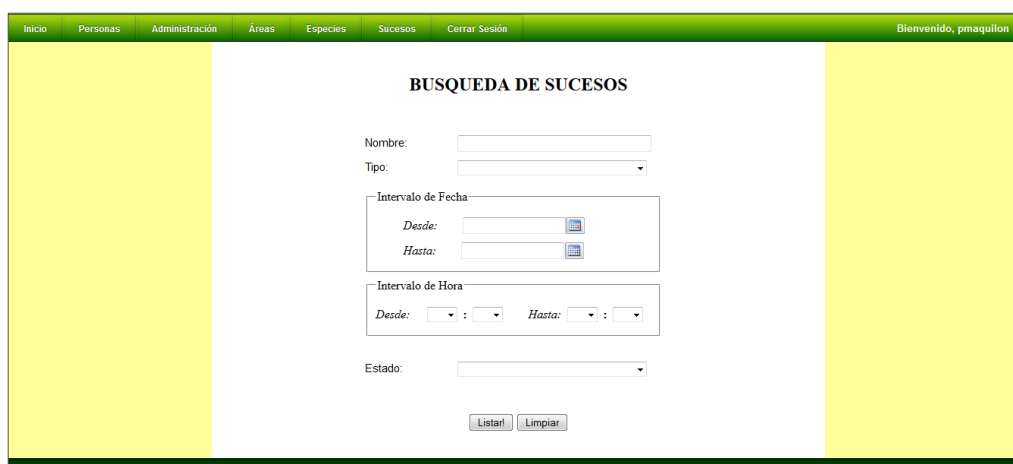 Inicio Personas Administración Áreas Especies Sucesos Cerrar Sesión Bienvenido, pmaquilon
BUSQUEDA DE SUCESOS
Nombre:
Tipo:
Intervalo de Fecha
Desde:
Hasta:
Intervalo de Hora
Desde: : Hasta: :
Estado:
Listar! Limpiar